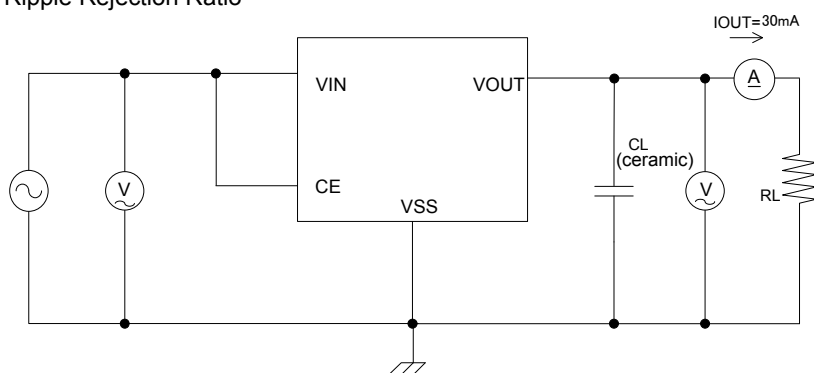 Ripple Rejection Ratio
IOUT=30mA
A
VIN
VOUT
CL
(ceramic)
V
CE
V
RL
VSS